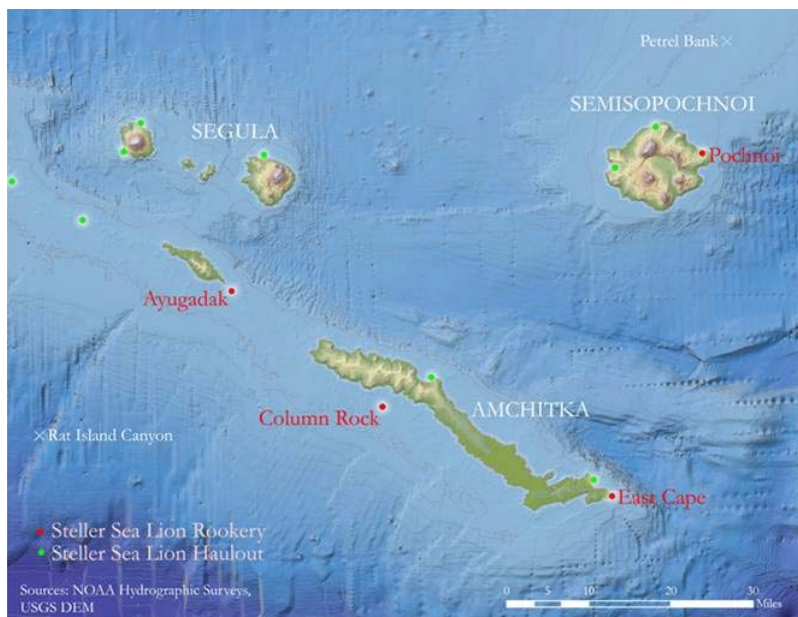 Petrel Bank
SEMISOPOCHNOI
SEGULA
Pochnoi
Ayugadak
Column Rock
AMCHITKA
Rat Island Canyon
East Cape
Steller Sea Lion Rookery
Steller Sea Lion Haulout
Sources: NOAA Hydrographic Surveys,
USGS DEM
0 10 20 30
Miles